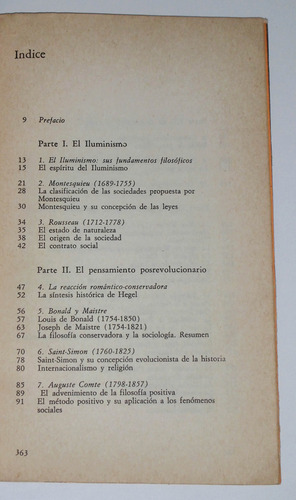 Indice
9 Prefacio
Parte I. El Iluminismo
13 1. El Iluminismo: sus fundamentos filosóficos
15 El espíritu del Iluminismo
21 2. Montesquieu (1689-1755)
28 La clasificación de las sociedades propuesta por
Montesquieu
30 Montesquieu y su concepción de las leyes
34 3. Rousseau (1712-1778)
35 El estado de naturaleza
38 El origen de la sociedad
42 El contrato social
Parte II. El pensamiento posrevolucionario
47 4. La reacción romántico-conservadora
52 La síntesis histórica de Hegel
56 5. Bonald y Maistre
57 Louis de Bonald (1754-1850)
63 Joseph de Maistre (1754-1821)
67 La filosofía conservadora y la sociología. Resumen
70 6. Saint-Simon (1760-1825)
78 Saint-Simon y su concepción evolucionista de la historia
80 Internacionalismo y religión
85 7. Auguste Comte (1798-1857)
89 El advenimiento de la filosofía positiva
91 El método positivo y su aplicación a los fenómenos
sociales
363